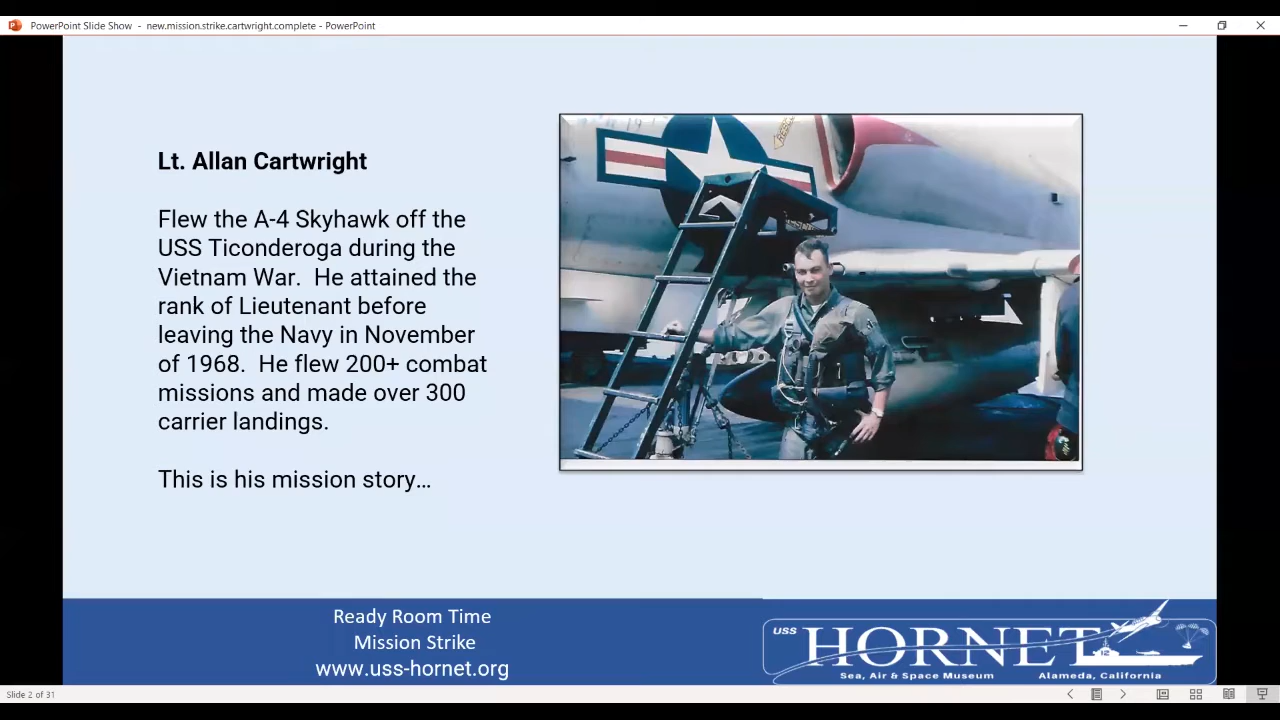 PowerPoint Slide Show - new.mission.strike.cartwright.complete - PowerPoint
Lt. Allan Cartwright
Flew the A-4 Skyhawk off the
USS Ticonderoga during the
Vietnam War. He attained the
rank of Lieutenant before
leaving the Navy in November
of 1968. He flew 200+ combat
missions and made over 300
carrier landings.
This is his mission story…
Ready Room Time
Mission Strike
www.uss-hornet.org
USS HORNET
Sea, Air & Space Museum Alameda, California
Slide 2 of 31